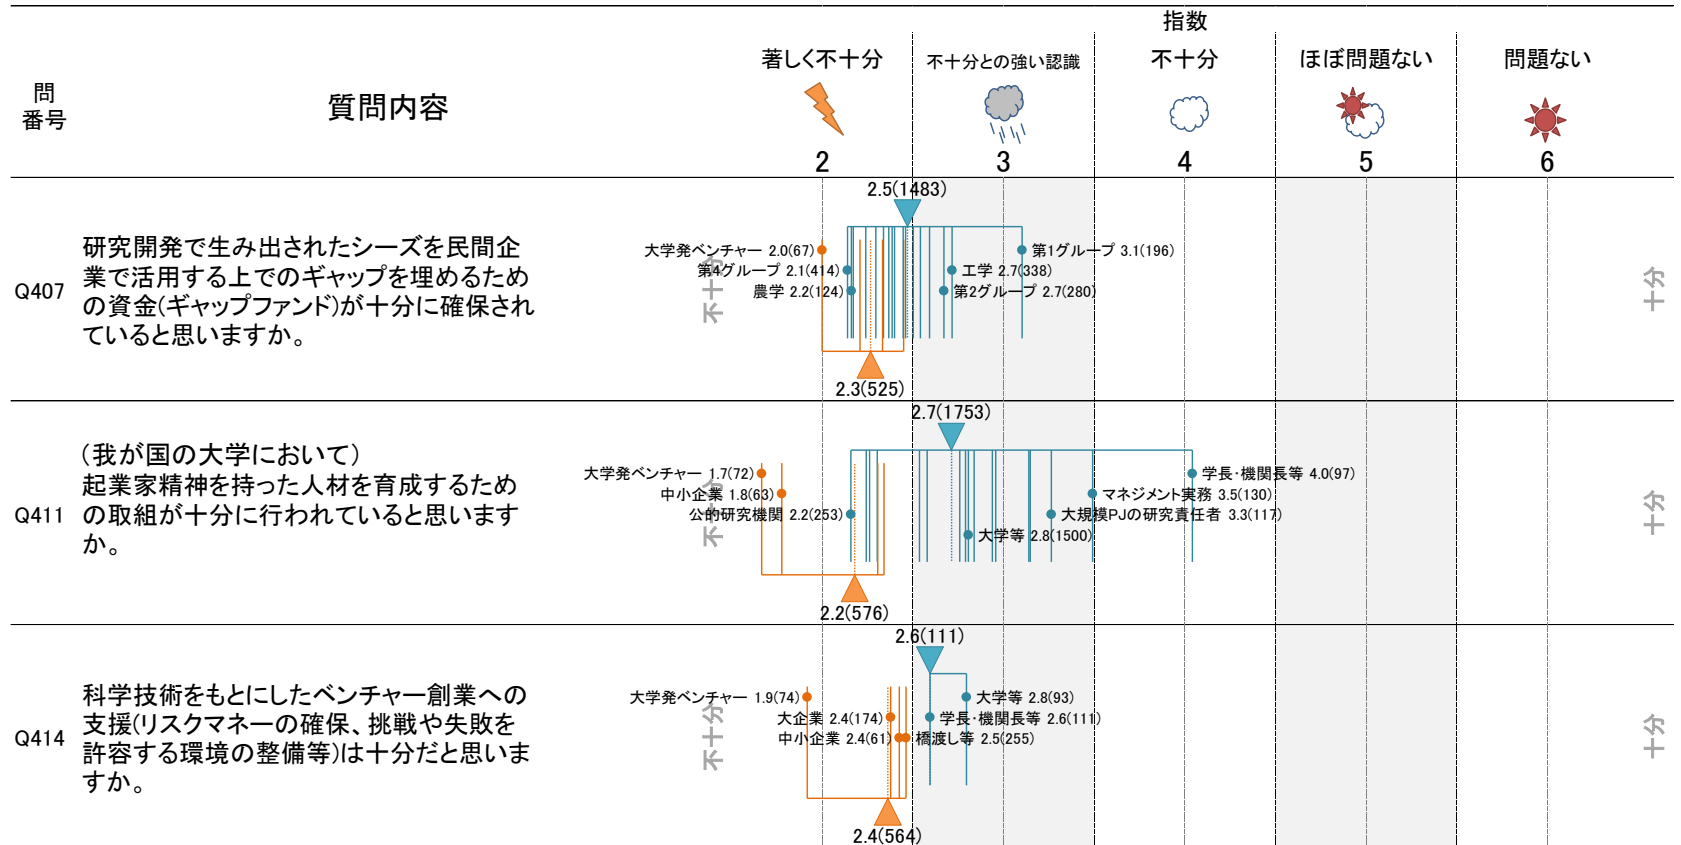 指数
著しく不十分
不十分との強い認識
不十分
ほぼ問題ない
問題ない
問
番号
質問内容
2
3
4
5
6
2.5(1483)
Q407
研究開発で生み出されたシーズを民間企
業で活用する上でのギャップを埋めるため
の資金(ギャップファンド)が十分に確保され
ていると思いますか。
不十分
大学発ベンチャー 2.0(67)
第4グループ 2.1(414)
農学 2.2(124)
第1グループ 3.1(196)
工学 2.7(338)
第2グループ 2.7(280)
十分
2.3(525)
2.7(1753)
Q411
(我が国の大学において)
起業家精神を持った人材を育成するため
の取組が十分に行われていると思います
か。
不十分
大学発ベンチャー 1.7(72)
中小企業 1.8(63)
公的研究機関 2.2(253)
学長・機関長等 4.0(97)
マネジメント実務 3.5(130)
大規模PJの研究責任者 3.3(117)
大学等 2.8(1500)
十分
2.2(576)
2.6(111)
Q414
科学技術をもとにしたベンチャー創業への
支援(リスクマネーの確保、挑戦や失敗を
許容する環境の整備等)は十分だと思いま
すか。
不十分
大学発ベンチャー 1.9(74)
大企業 2.4(174)
中小企業 2.4(61)
大学等 2.8(93)
学長・機関長等 2.6(111)
橋渡し等 2.5(255)
十分
2.4(564)